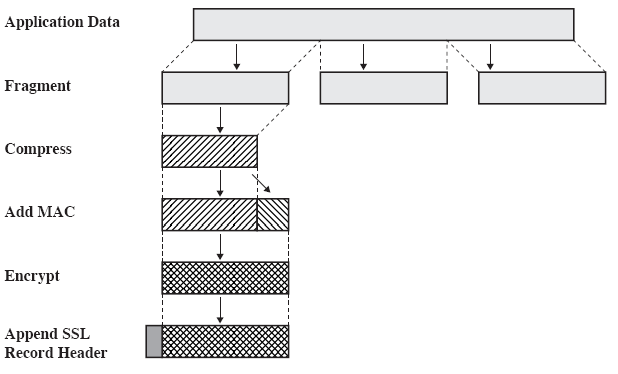 Application Data
Fragment
Compress
Add MAC
Encrypt
Append SSL
Record Header